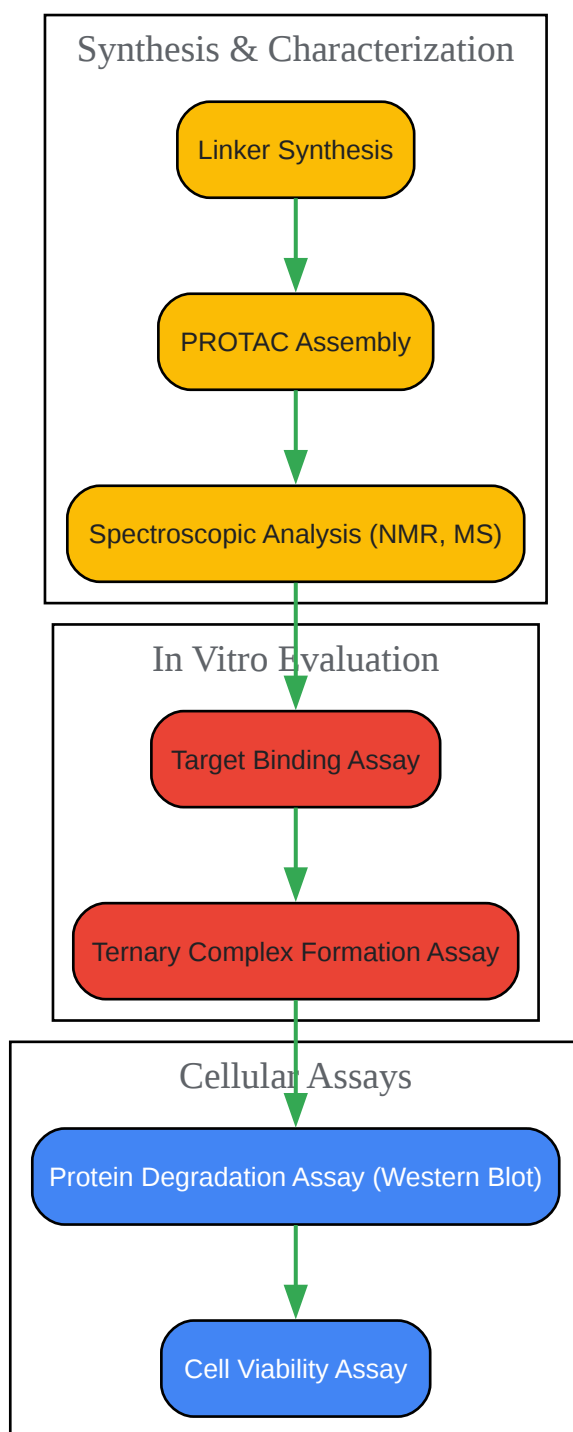 Synthesis & Characterization
Linker Synthesis
PROTAC Assembly
Spectroscopic Analysis (NMR, MS)
In Vitro Evaluation
Target Binding Assay
Ternary Complex Formation Assay
Cellular Assays
Protein Degradation Assay (Western Blot)
Cell Viability Assay